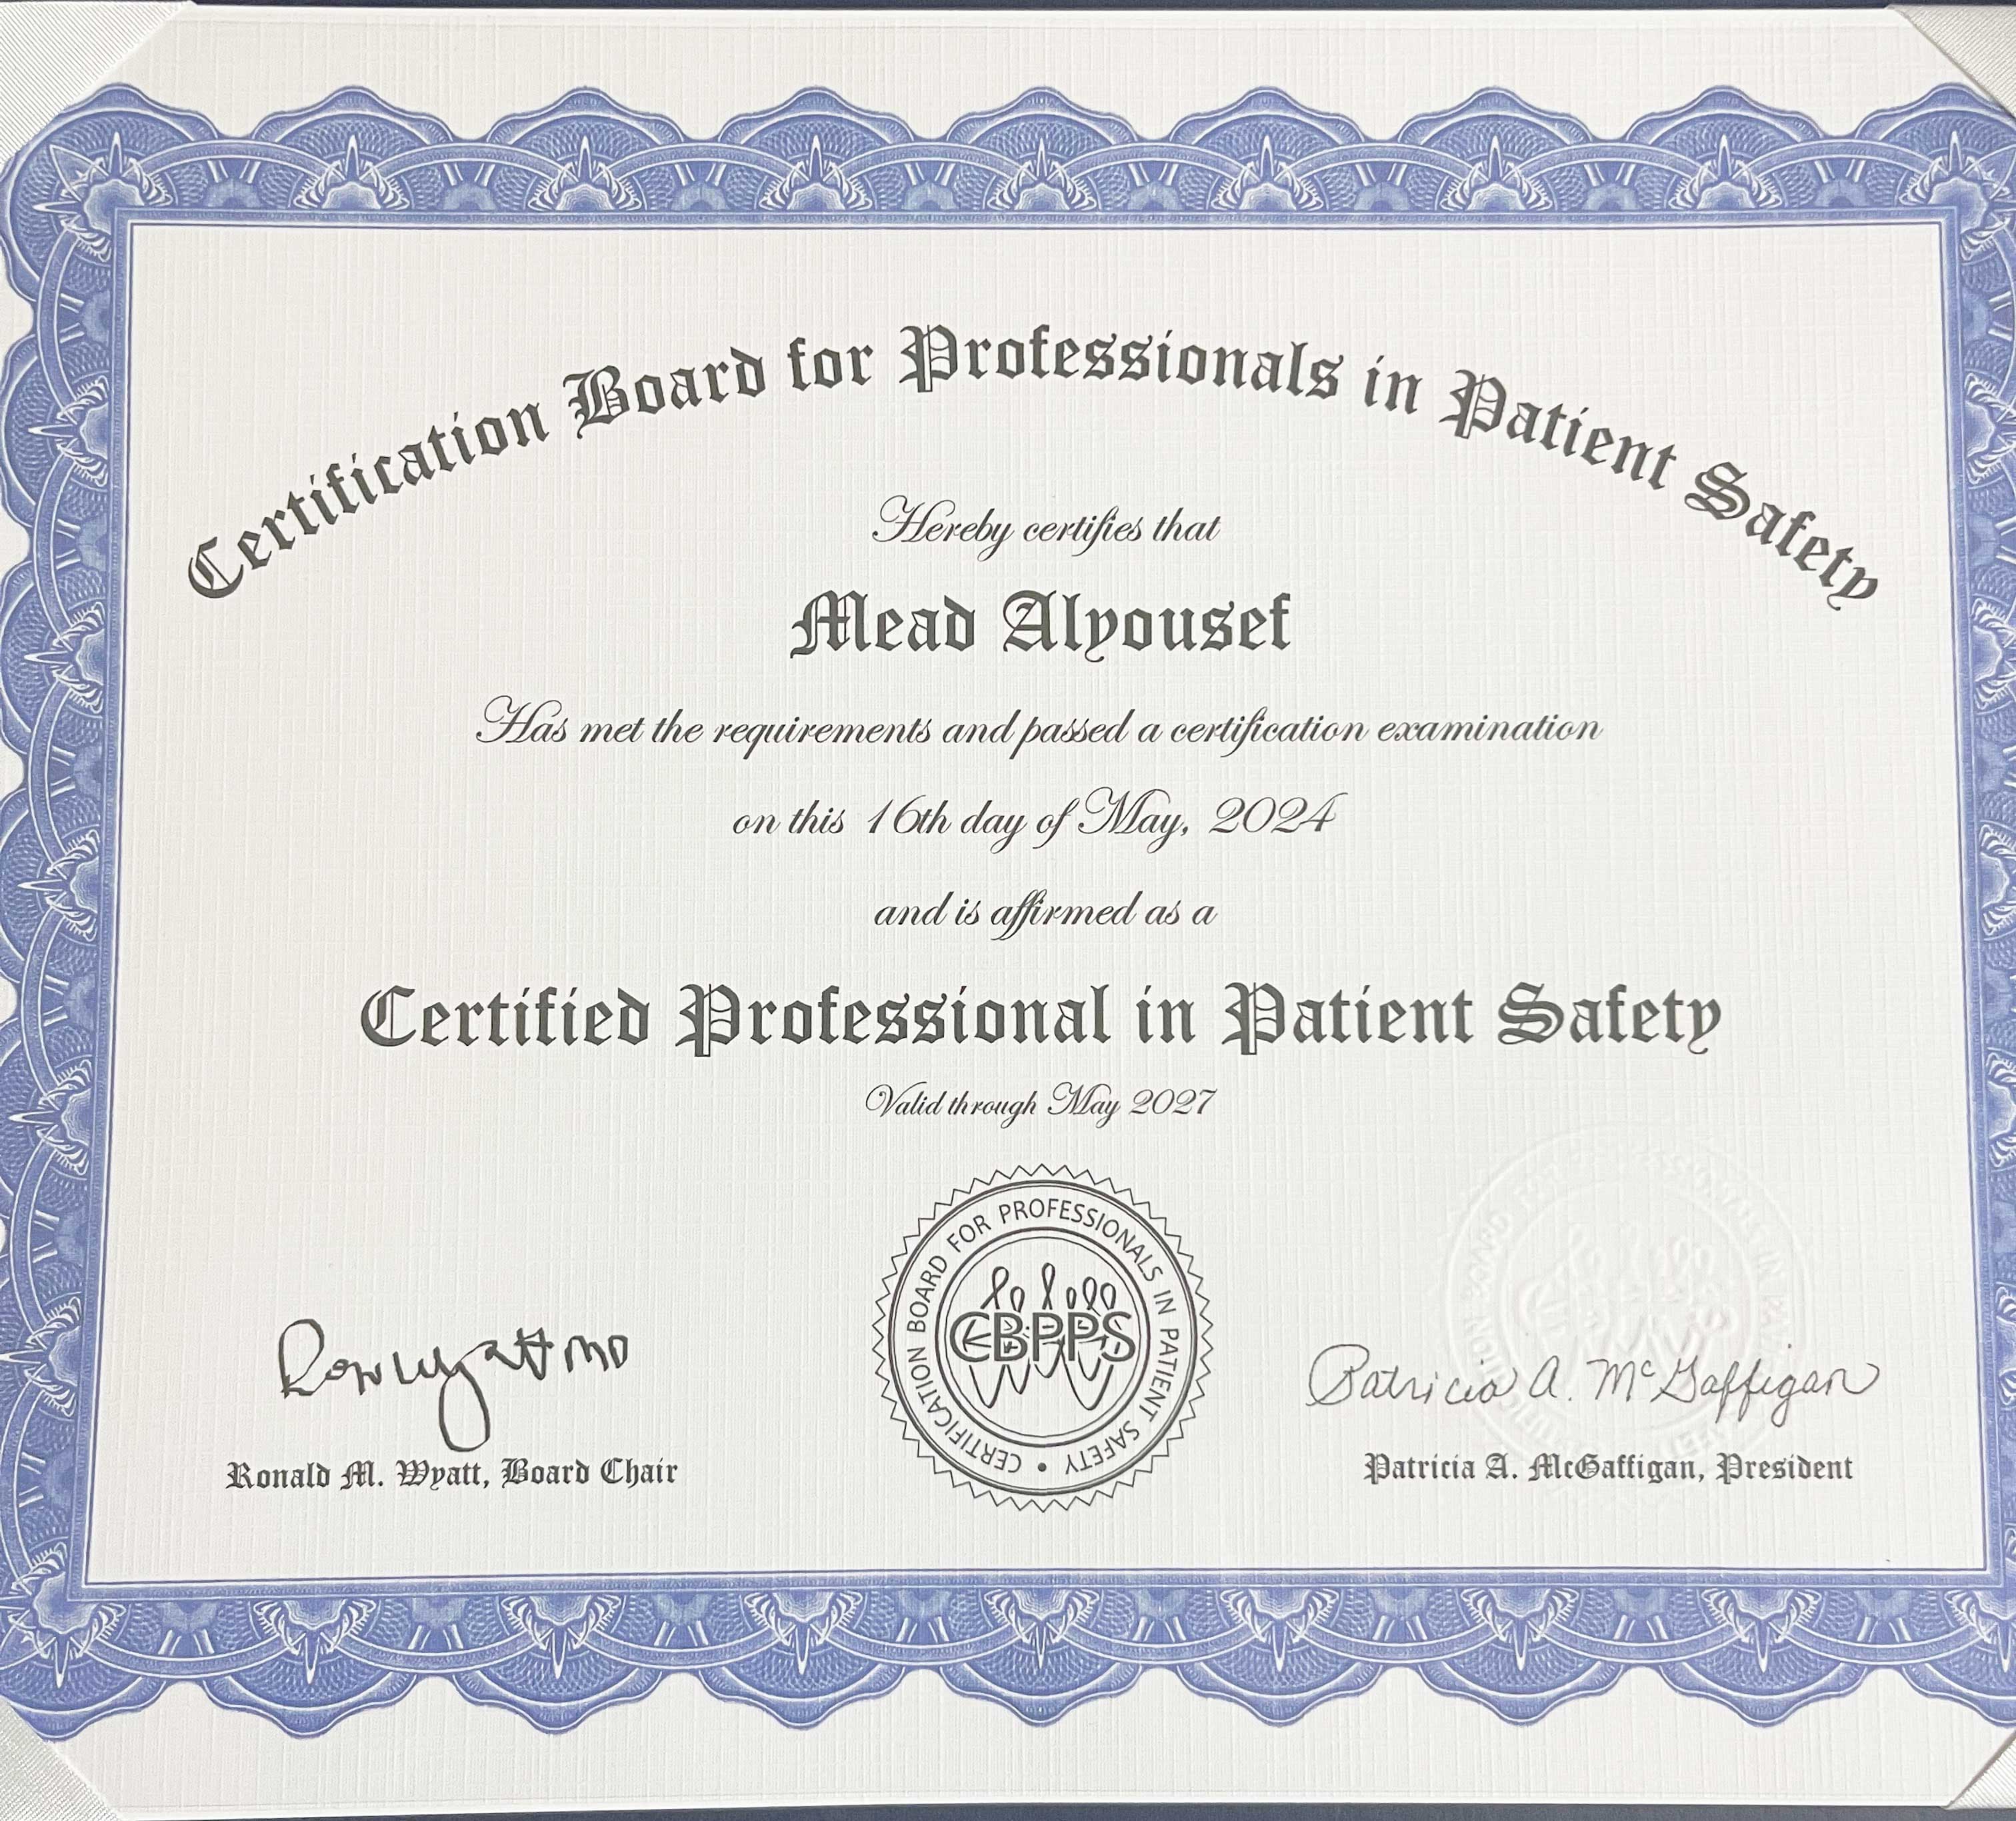 Certification Board for Professionals in Patient Safety
Hereby certifies that
Mead Alyousef
Has met the requirements and passed a certification examination
on this 16th day of May, 2024
and is affirmed as a
Certified Professional in Patient Safety
Valid through May 2027
CERTIFICATION BOARD FOR PROFESSIONALS IN PATIENT SAFETY •
CBPPS
Ron Wyatt MD
Ronald M. Wyatt, Board Chair
Patricia A. McGaffigan
Patricia A. McGaffigan, President